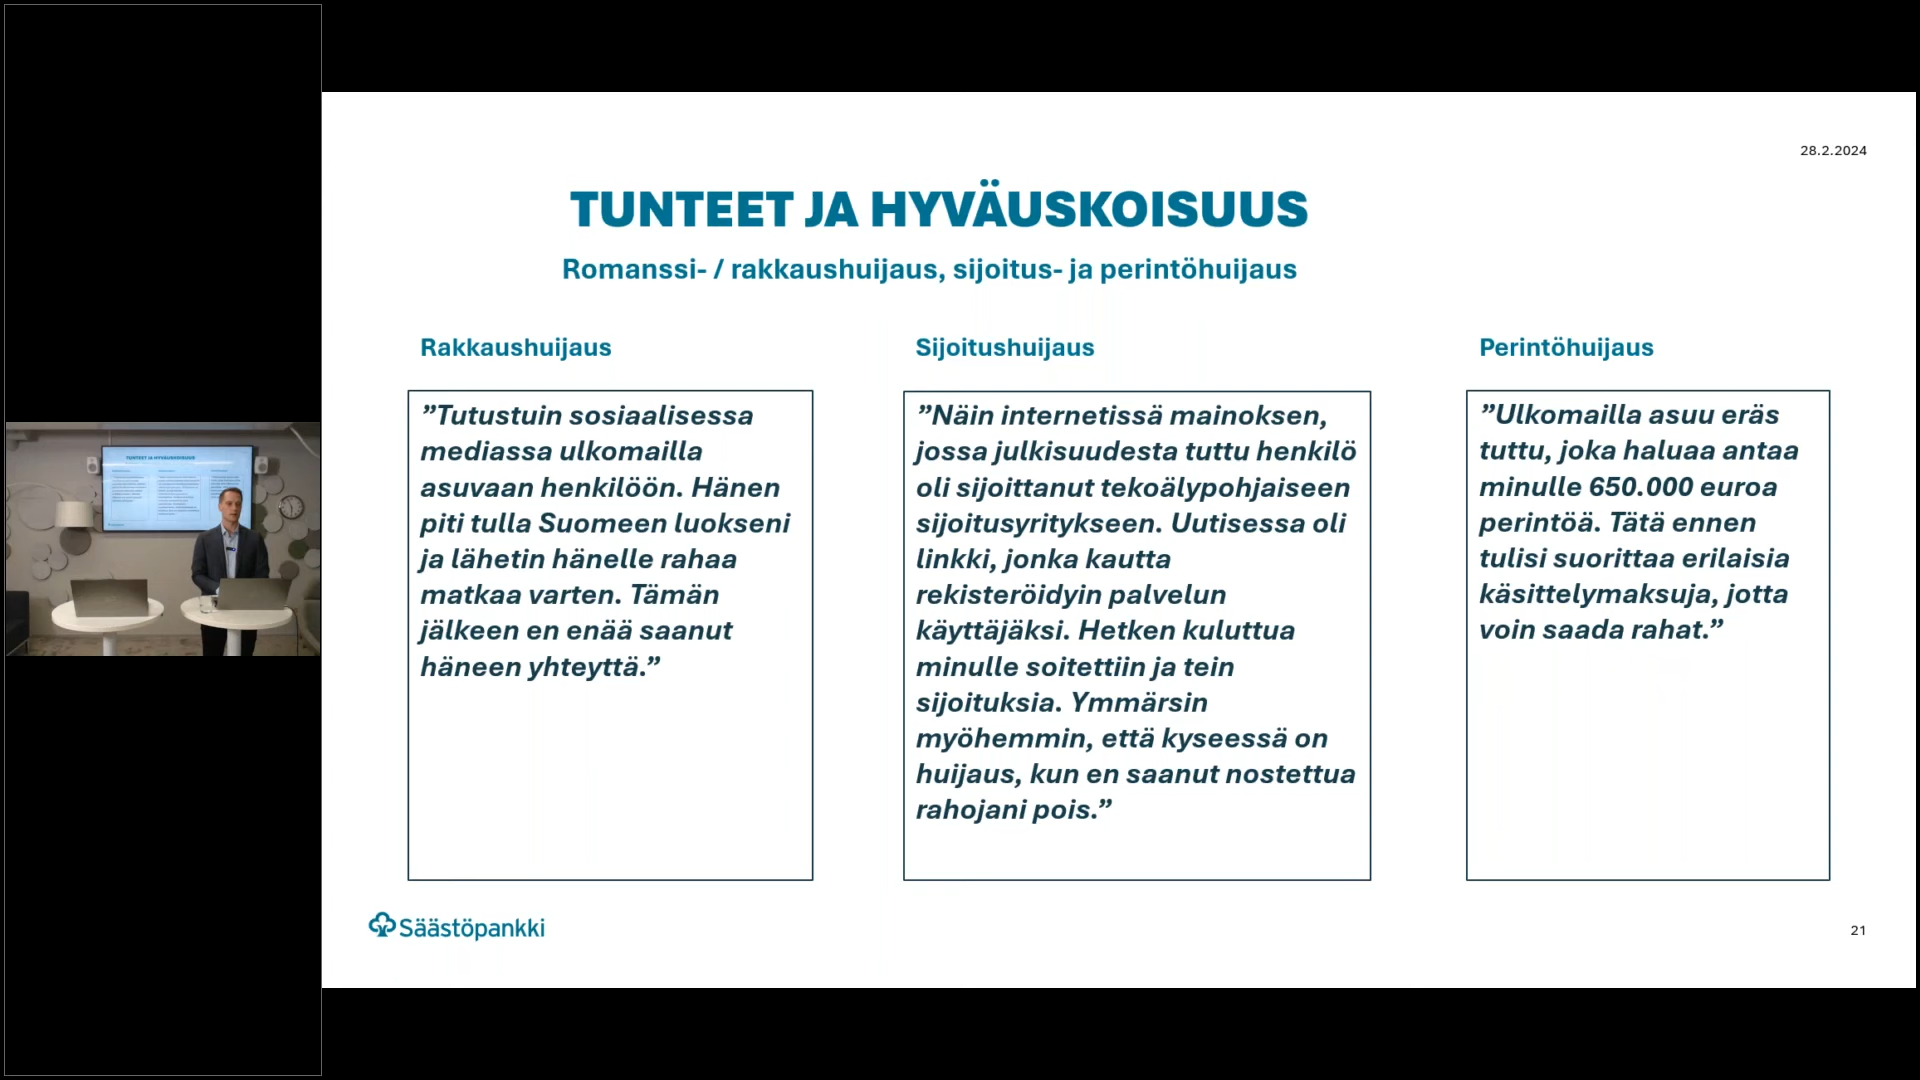 28.2.2024
TUNTEET JA HYVÄUSKOISUUS
Romanssi- / rakkaushuijaus, sijoitus- ja perintöhuijaus
Rakkaushuijaus
”Tutustuin sosiaalisessa
mediassa ulkomailla
asuvaan henkilöön. Hänen
piti tulla Suomeen luokseni
ja lähetin hänelle rahaa
matkaa varten. Tämän
jälkeen en enää saanut
häneen yhteyttä.”
Sijoitushuijaus
”Näin internetissä mainoksen,
jossa julkisuudesta tuttu henkilö
oli sijoittanut tekoälypohjaiseen
sijoitusyritykseen. Uutisessa oli
linkki, jonka kautta
rekisteröidyin palvelun
käyttäjäksi. Hetken kuluttua
minulle soitettiin ja tein
sijoituksia. Ymmärsin
myöhemmin, että kyseessä on
huijaus, kun en saanut nostettua
rahojani pois.”
Perintöhuijaus
”Ulkomailla asuu eräs
tuttu, joka haluaa antaa
minulle 650.000 euroa
perintöä. Tätä ennen
tulisi suorittaa erilaisia
käsittelymaksuja, jotta
voin saada rahat.”
Säästöpankki
21
TUNTEET JA HYVÄUSKOISUUS